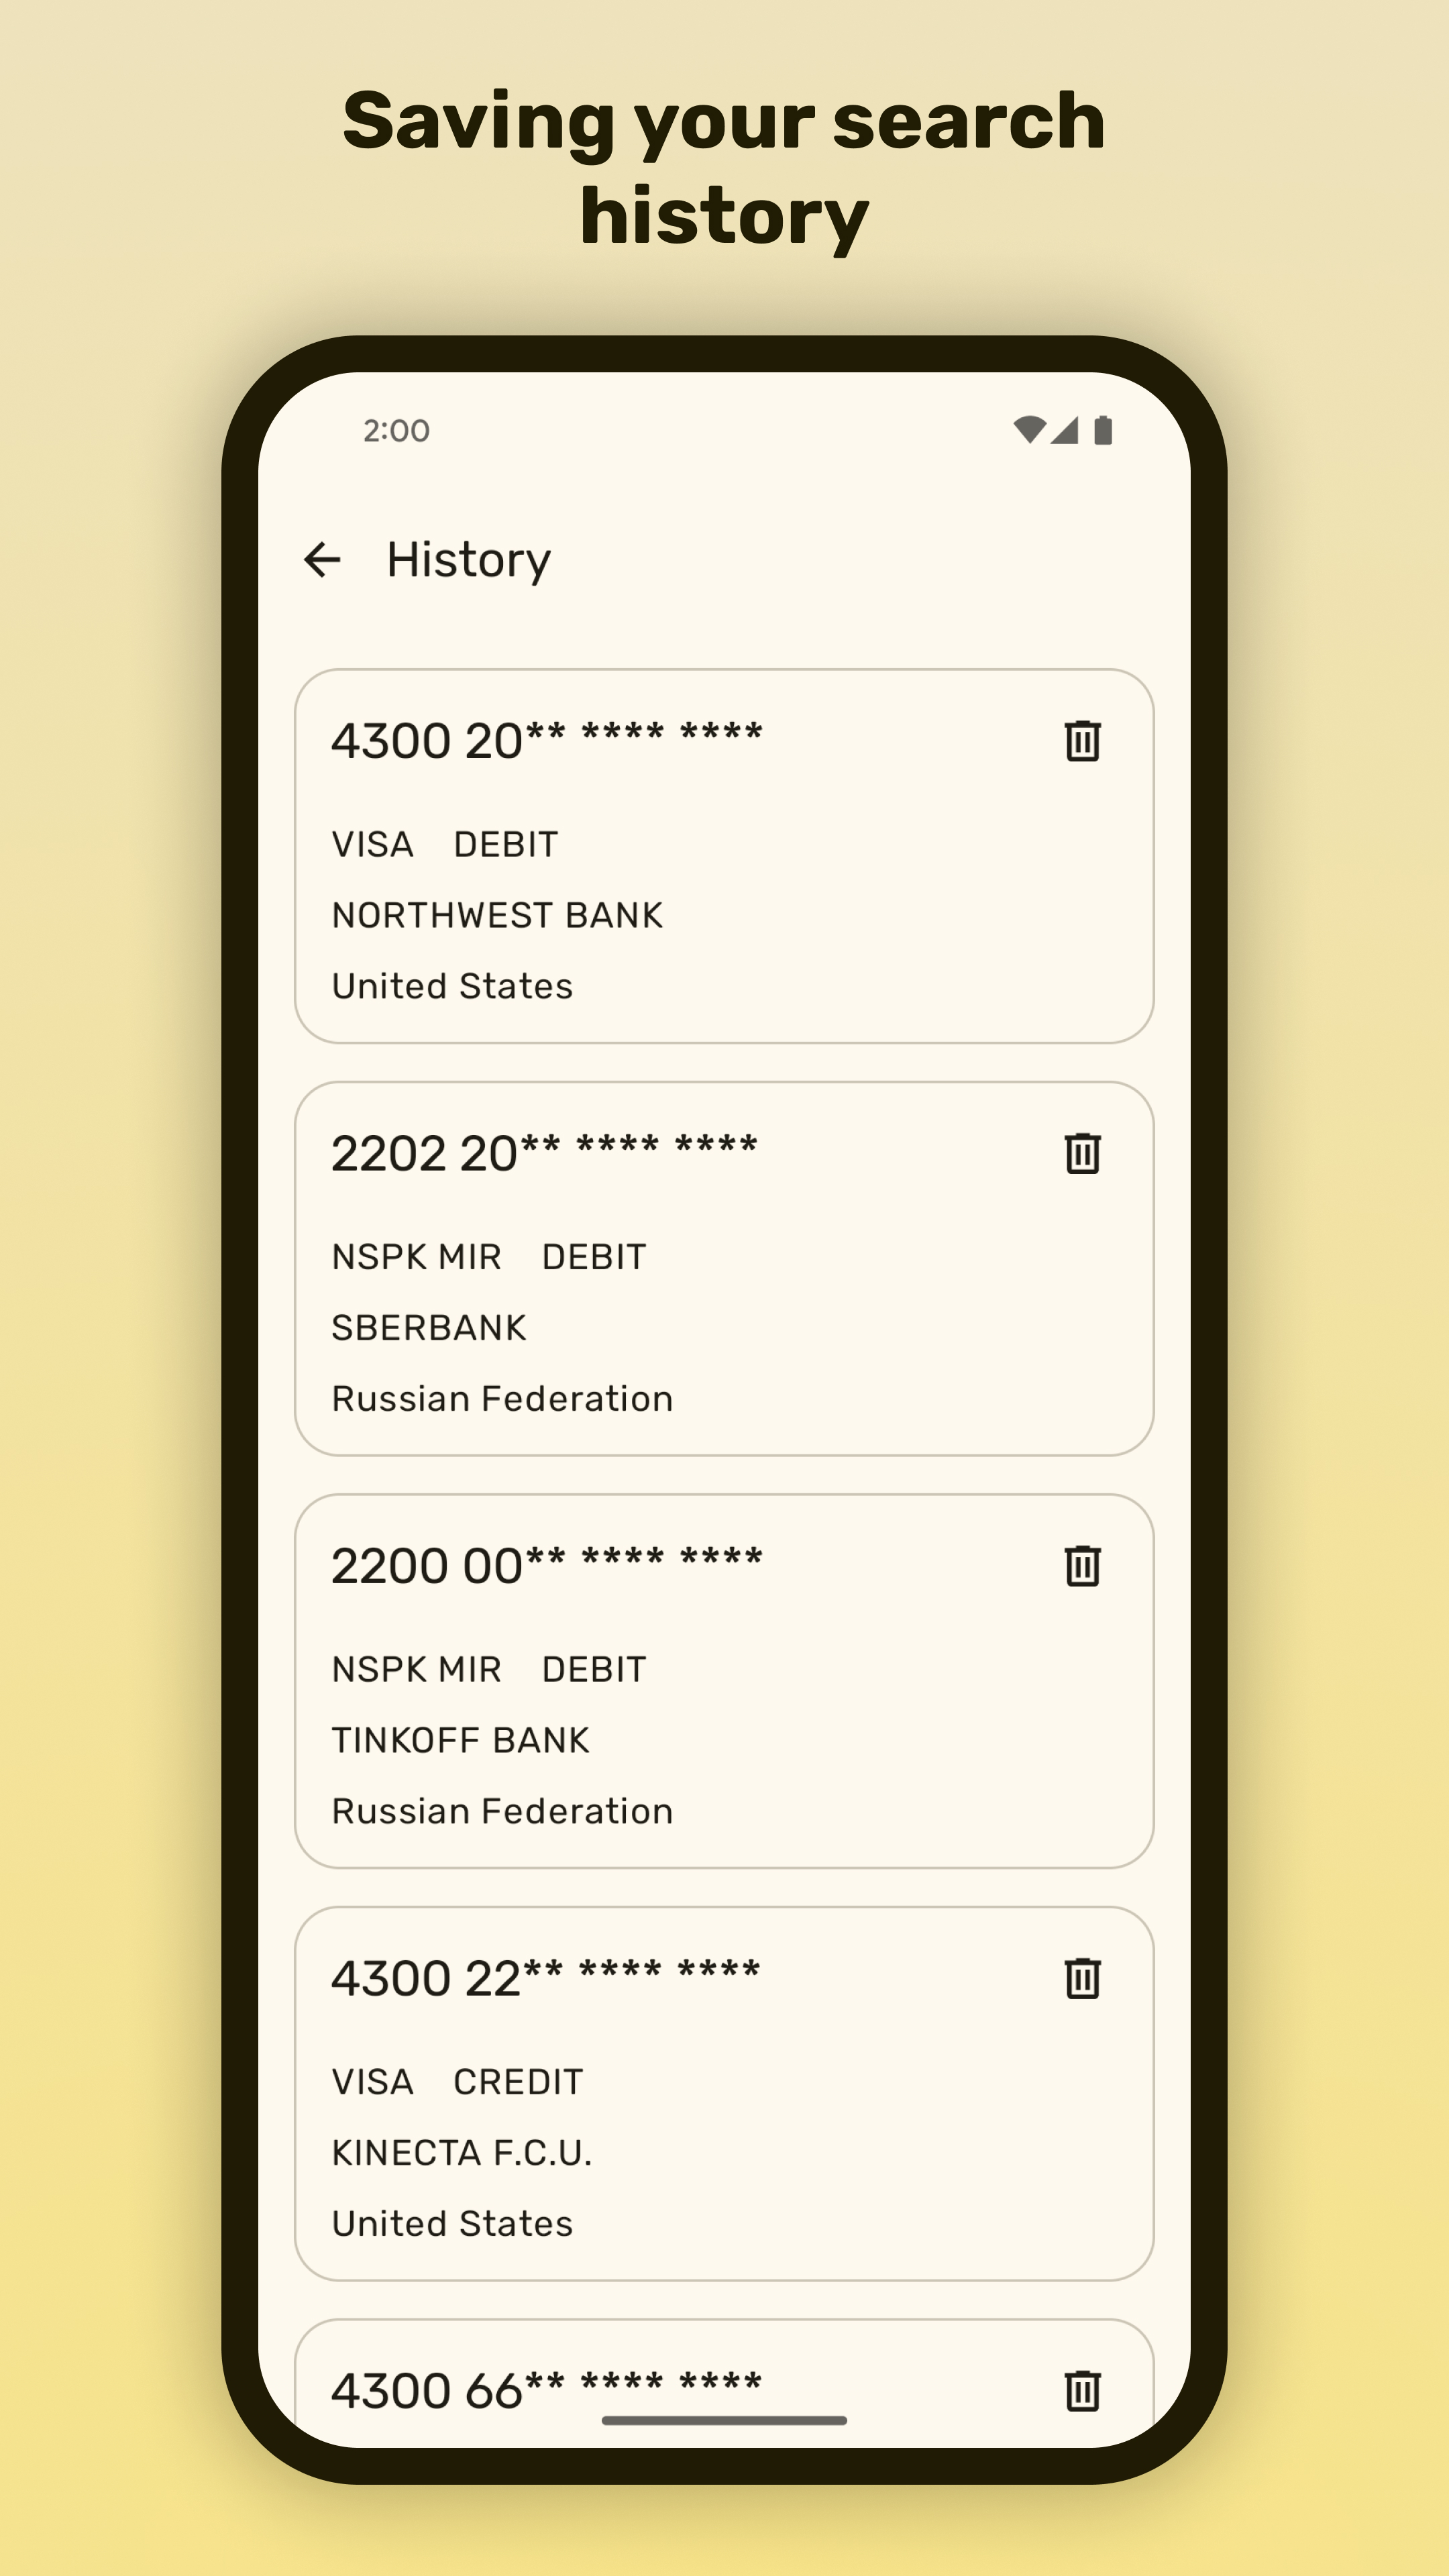 Saving your search
history
2:00
History
4300 20** **** ****
VISA DEBIT
NORTHWEST BANK
United States
2202 20** **** ****
NSPK MIR DEBIT
SBERBANK
Russian Federation
2200 00** **** ****
NSPK MIR DEBIT
TINKOFF BANK
Russian Federation
4300 22** **** ****
VISA CREDIT
KINECTA F.C.U.
United States
4300 66** **** ****